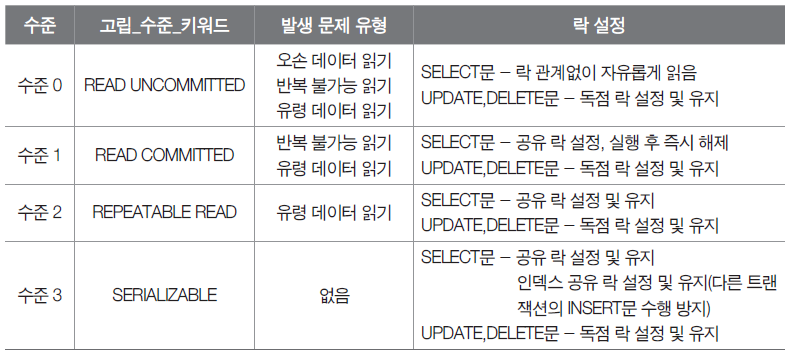 수준 고립_수준_키워드 발생 문제 유형 락 설정
수준 0 READ UNCOMMITTED
오손 데이터 읽기
반복 불가능 읽기
유령 데이터 읽기
SELECT문 – 락 관계없이 자유롭게 읽음
UPDATE,DELETE문 – 독점 락 설정 및 유지
수준 1 READ COMMITTED
반복 불가능 읽기
유령 데이터 읽기
SELECT문 – 공유 락 설정, 실행 후 즉시 해제
UPDATE,DELETE문 – 독점 락 설정 및 유지
수준 2 REPEATABLE READ 유령 데이터 읽기
SELECT문 – 공유 락 설정 및 유지
UPDATE,DELETE문 – 독점 락 설정 및 유지
수준 3 SERIALIZABLE 없음
SELECT문 – 공유 락 설정 및 유지
인덱스 공유 락 설정 및 유지(다른 트랜
잭션의 INSERT문 수행 방지)
UPDATE,DELETE문 – 독점 락 설정 및 유지